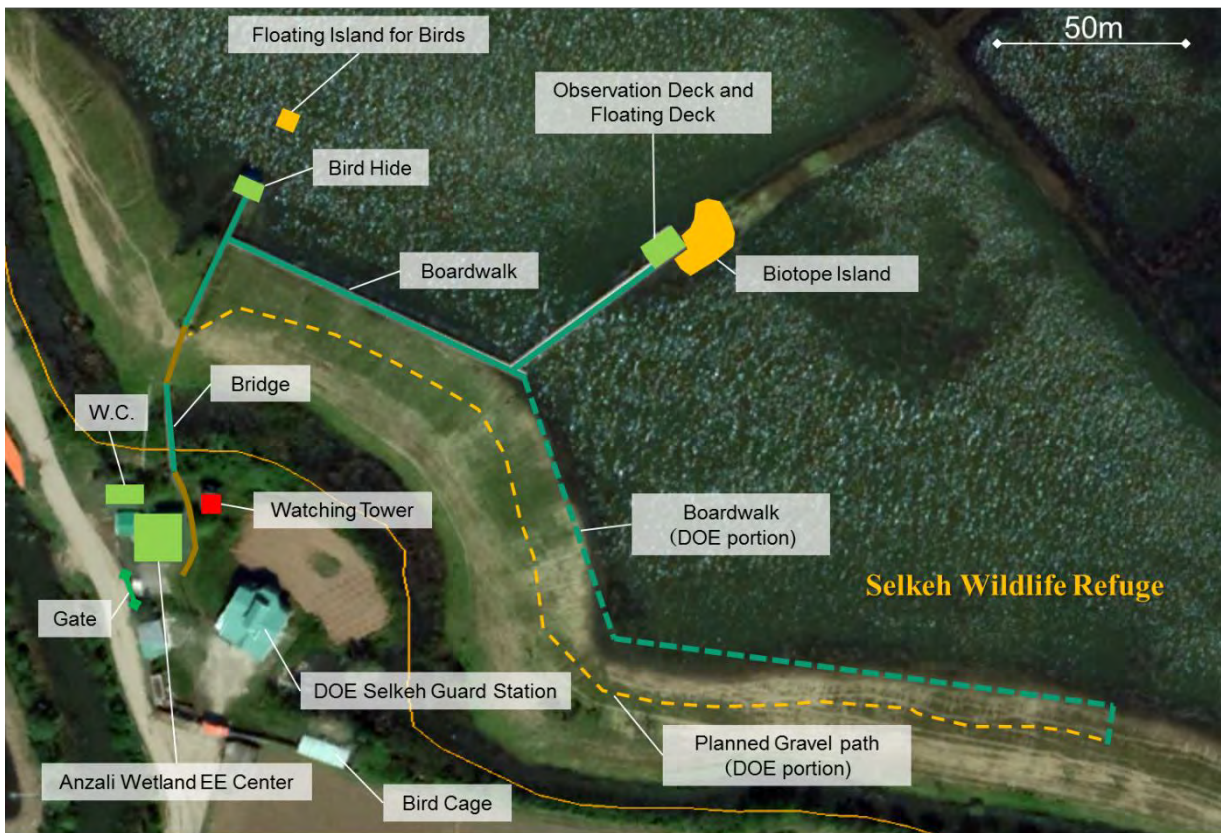 Floating Island for Birds
50m
Observation Deck and
Floating Deck
Bird Hide
Boardwalk
Biotope Island
Bridge
W.C.
Watching Tower
Boardwalk
(DOE portion)
Selkeh Wildlife Refuge
Gate
DOE Selkeh Guard Station
Planned Gravel path
(DOE portion)
Anzali Wetland EE Center
Bird Cage